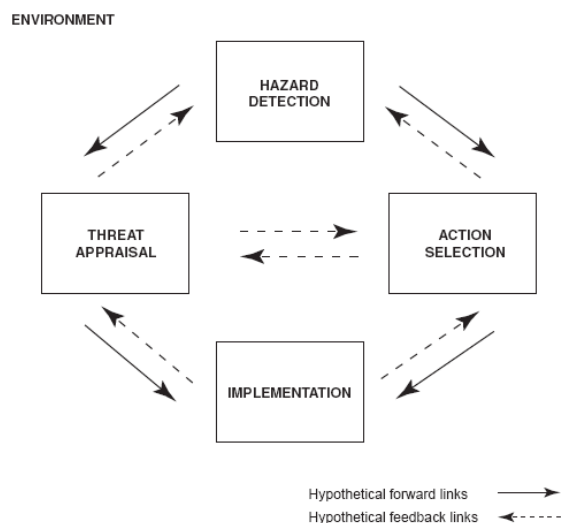 ENVIRONMENT
HAZARD
DETECTION
THREAT
APPRAISAL
ACTION
SELECTION
IMPLEMENTATION
Hypothetical forward links
Hypothetical feedback links